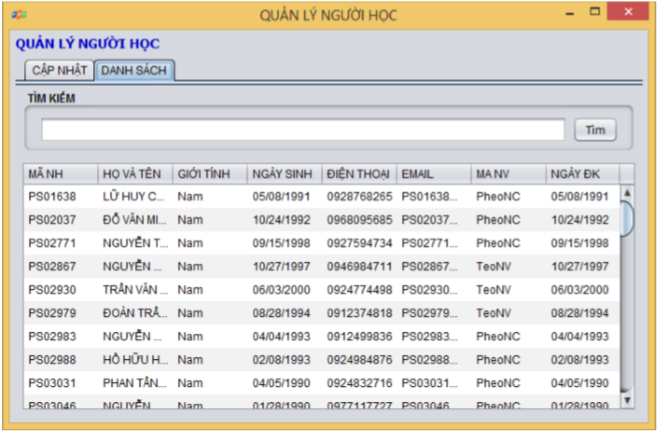 QUẢN LÝ NGƯỜI HỌC
QUẢN LÝ NGƯỜI HỌC
CẬP NHẬT DANH SÁCH
TÌM KIẾM
Tìm
MÃ NH HỌ VÀ TÊN GIỚI TÍNH NGÀY SINH ĐIỆN THOẠI EMAIL MA NV NGÀY ĐK
PS01638 LỮ HUY C... Nam 05/08/1991 0928768265 PS01638... PheoNC 05/08/1991
PS02037 ĐỖ VĂN MI... Nam 10/24/1992 0968095685 PS02037... PheoNC 10/24/1992
PS02771 NGUYỄN T... Nam 09/15/1998 0927594734 PS02771... PheoNC 09/15/1998
PS02867 NGUYỄN ... Nam 10/27/1997 0946984711 PS02867... TeoNV 10/27/1997
PS02930 TRẦN VĂN ... Nam 06/03/2000 0924774498 PS02930... TeoNV 06/03/2000
PS02979 ĐOÀN TRẦ... Nam 08/28/1994 0912374818 PS02979... TeoNV 08/28/1994
PS02983 NGUYỄN ... Nam 04/04/1993 0912499836 PS02983... PheoNC 04/04/1993
PS02988 HỒ HỮU H... Nam 02/08/1993 0924984876 PS02988... PheoNC 02/08/1993
PS03031 PHAN TẤN... Nam 04/05/1990 0924832716 PS03031... PheoNC 04/05/1990
PS03046 NGUYỄN Nam 01/28/1990 0977117727 PS03046 PheoNC 01/28/1990